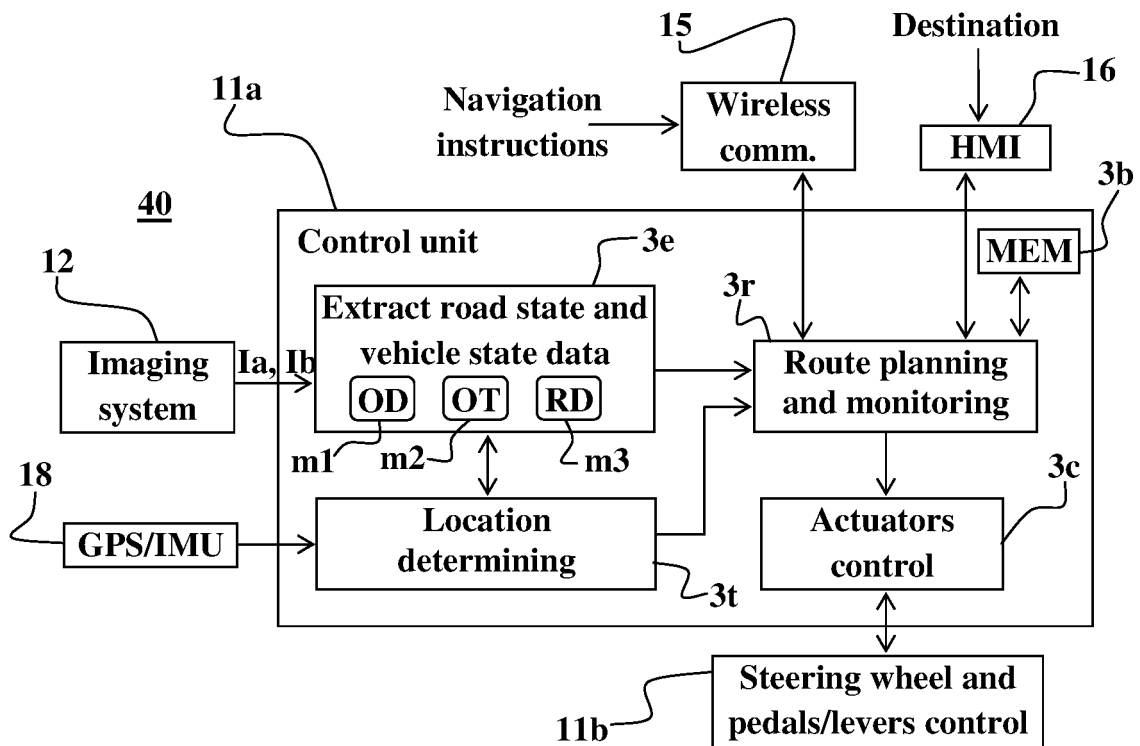 15
Destination
16
11a
Navigation
instructions
Wireless
comm.
HMI
3b
40
Control unit
3e
MEM
12
Extract road state and
vehicle state data
3r
Imaging
system
Ia, Ib
Route planning
and monitoring
OD
OT
RD
m1
m2
m3
18
3c
GPS/IMU
Location
determining
Actuators
control
3t
Steering wheel and
pedals/levers control
11b